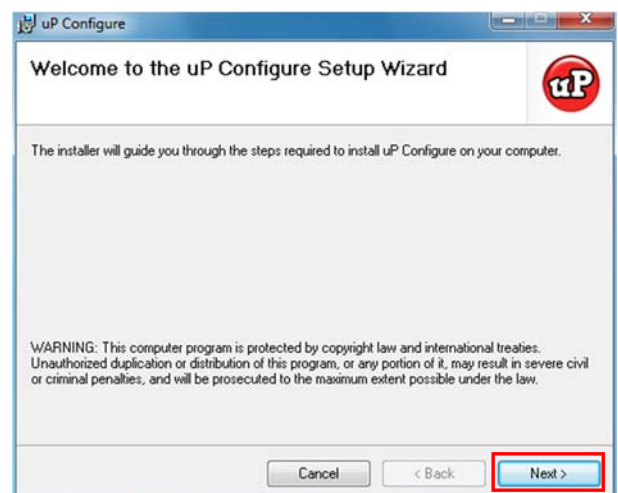 uP Configure
Welcome to the uP Configure Setup Wizard
uP
The installer will guide you through the steps required to install uP Configure on your computer.
WARNING: This computer program is protected by copyright law and international treaties.
Unauthorized duplication or distribution of this program, or any portion of it, may result in severe civil
or criminal penalties, and will be prosecuted to the maximum extent possible under the law.
Cancel < Back Next >